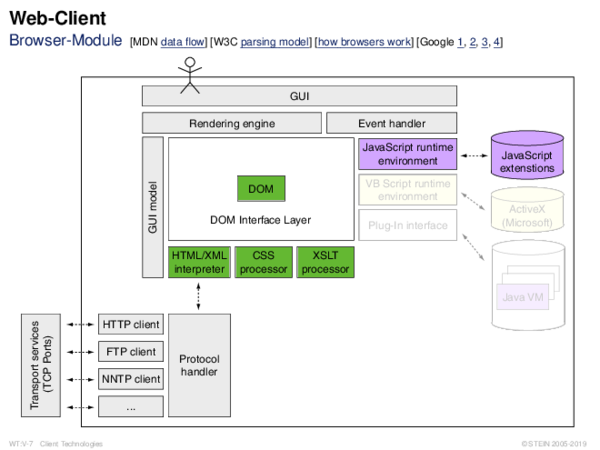 Web-Client
Browser-Module [MDN data flow] [W3C parsing model] [how browsers work] [Google 1, 2, 3, 4]
GUI
Rendering engine
Event handler
GUI model
DOM
DOM Interface Layer
JavaScript runtime
environment
JavaScript
extenstions
VB Script runtime
environment
ActiveX
(Microsoft)
Plug-In interface
Java VM
HTML/XML
interpreter
CSS
processor
XSLT
processor
Transport services
(TCP Ports)
HTTP client
FTP client
NNTP client
...
Protocol
handler
WT:V-7 Client Technologies
©STEIN 2005-2019